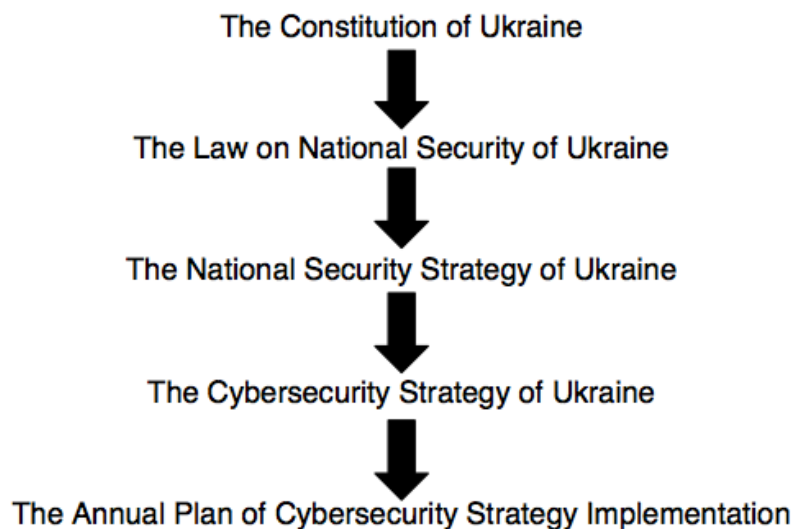 The Constitution of Ukraine
The Law on National Security of Ukraine
The National Security Strategy of Ukraine
The Cybersecurity Strategy of Ukraine
The Annual Plan of Cybersecurity Strategy Implementation